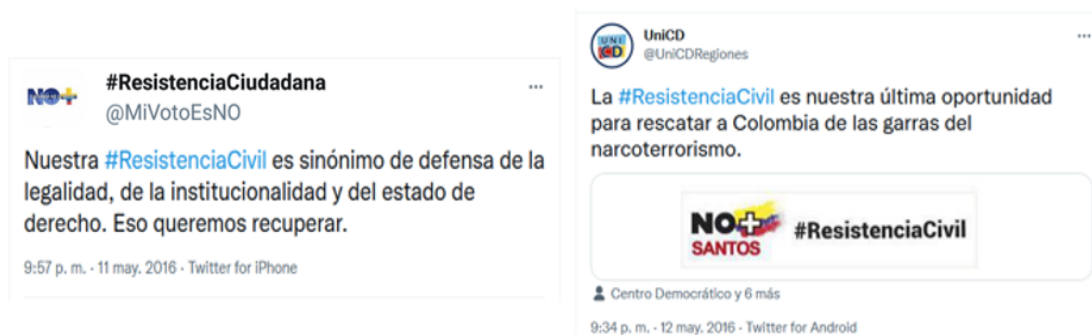 NO+
#ResistenciaCiudadana
@MiVotoEsNO
Nuestra #ResistenciaCivil es sinónimo de defensa de la
legalidad, de la institucionalidad y del estado de
derecho. Eso queremos recuperar.
9:57 p. m. · 11 may. 2016 · Twitter for iPhone
UNI
CD
UniCD
@UniCDRegiones
La #ResistenciaCivil es nuestra última oportunidad
para rescatar a Colombia de las garras del
narcoterrorismo.
NO+
SANTOS
#ResistenciaCivil
Centro Democrático y 6 más
9:34 p. m. · 12 may. 2016 · Twitter for Android